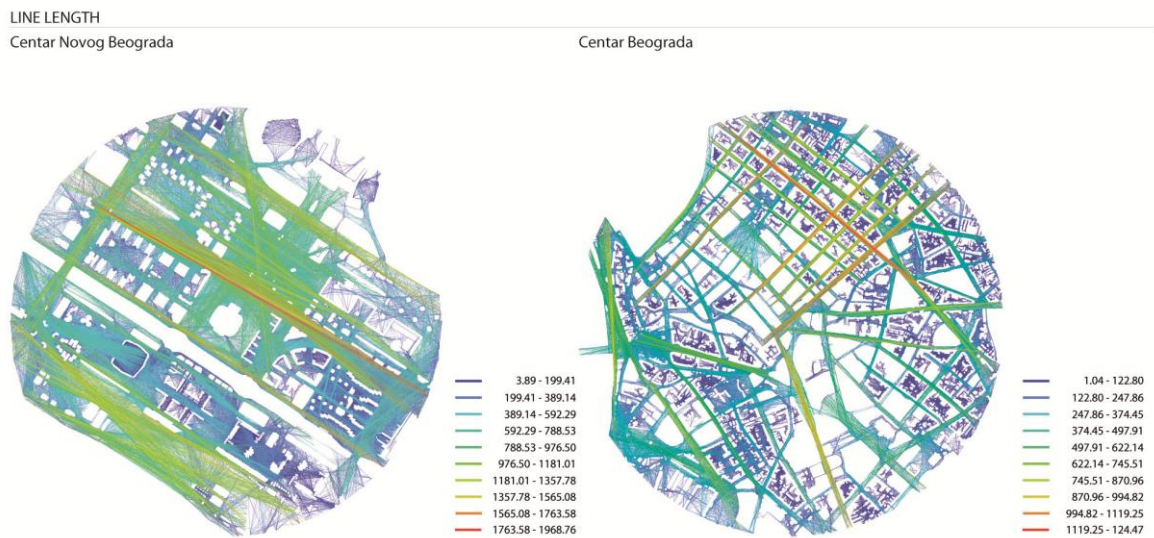 LINE LENGTH
Centar Novog Beograda
Centar Beograda
3.89 - 199.41
199.41 - 389.14
389.14 - 592.29
592.29 - 788.53
788.53 - 976.50
976.50 - 1181.01
1181.01 - 1357.78
1357.78 - 1565.08
1565.08 - 1763.58
1763.58 - 1968.76
1.04 - 122.80
122.80 - 247.86
247.86 - 374.45
374.45 - 497.91
497.91 - 622.14
622.14 - 745.51
745.51 - 870.96
870.96 - 994.82
994.82 - 1119.25
1119.25 - 124.47